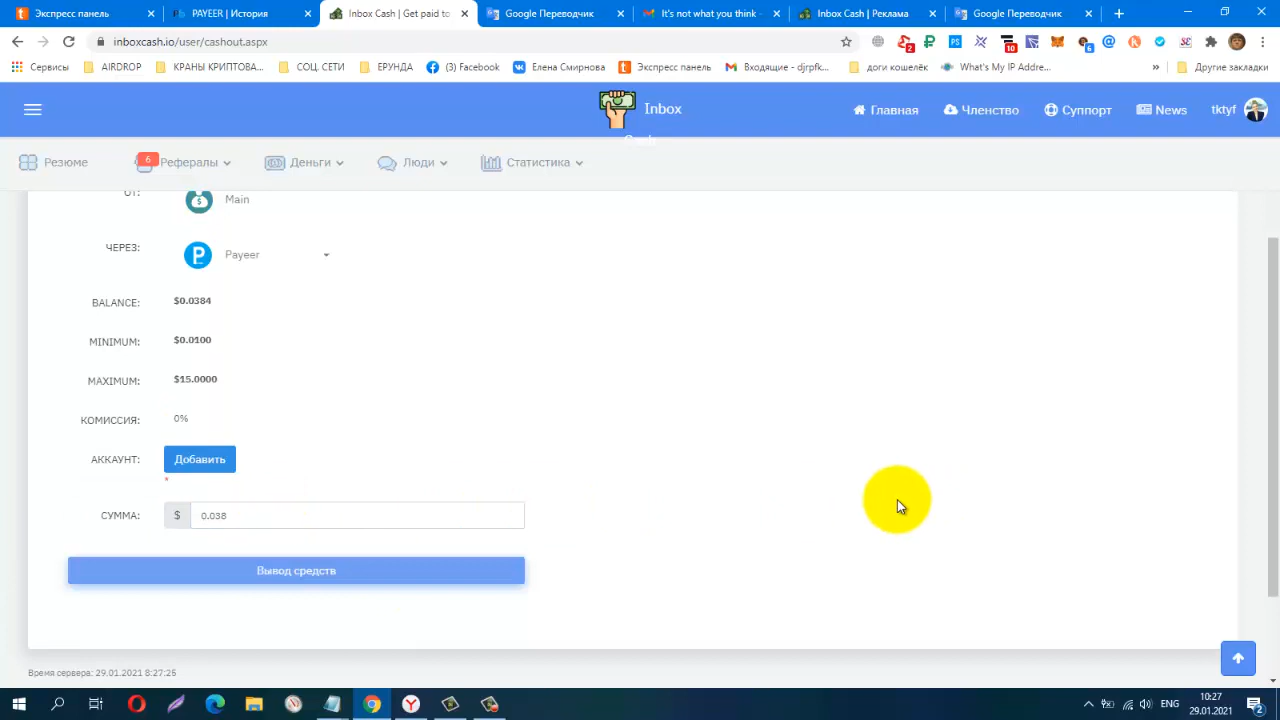 Экспресс панель
PAYEER | История
Inbox Cash | Get paid to
Google Переводчик
It's not what you think -
Inbox Cash | Реклама
Google Переводчик
inboxcash.io/user/cashout.aspx
2
10
6
Сервисы
AIRDROP
КРАНЫ КРИПТОВА...
СОЦ. СЕТИ
ЕРУНДА
(3) Facebook
Елена Смирнова
Экспресс панель
Входящие - djrpfk...
доги кошелёк
What's My IP Addre...
»
Другие закладки
Inbox
Cash
Главная
Членство
Суппорт
News
tktyf
Резюме
6
Рефералы
Деньги
Люди
Статистика
ОТ:
Main
ЧЕРЕЗ:
P
Payeer
BALANCE:
$0.0384
MINIMUM:
$0.0100
MAXIMUM:
$15.0000
КОМИССИЯ:
0%
АККАУНТ:
Добавить
*
СУММА:
$
0.038
Вывод средств
Время сервера: 29.01.2021 8:27:25
ENG
10:27
29.01.2021
2